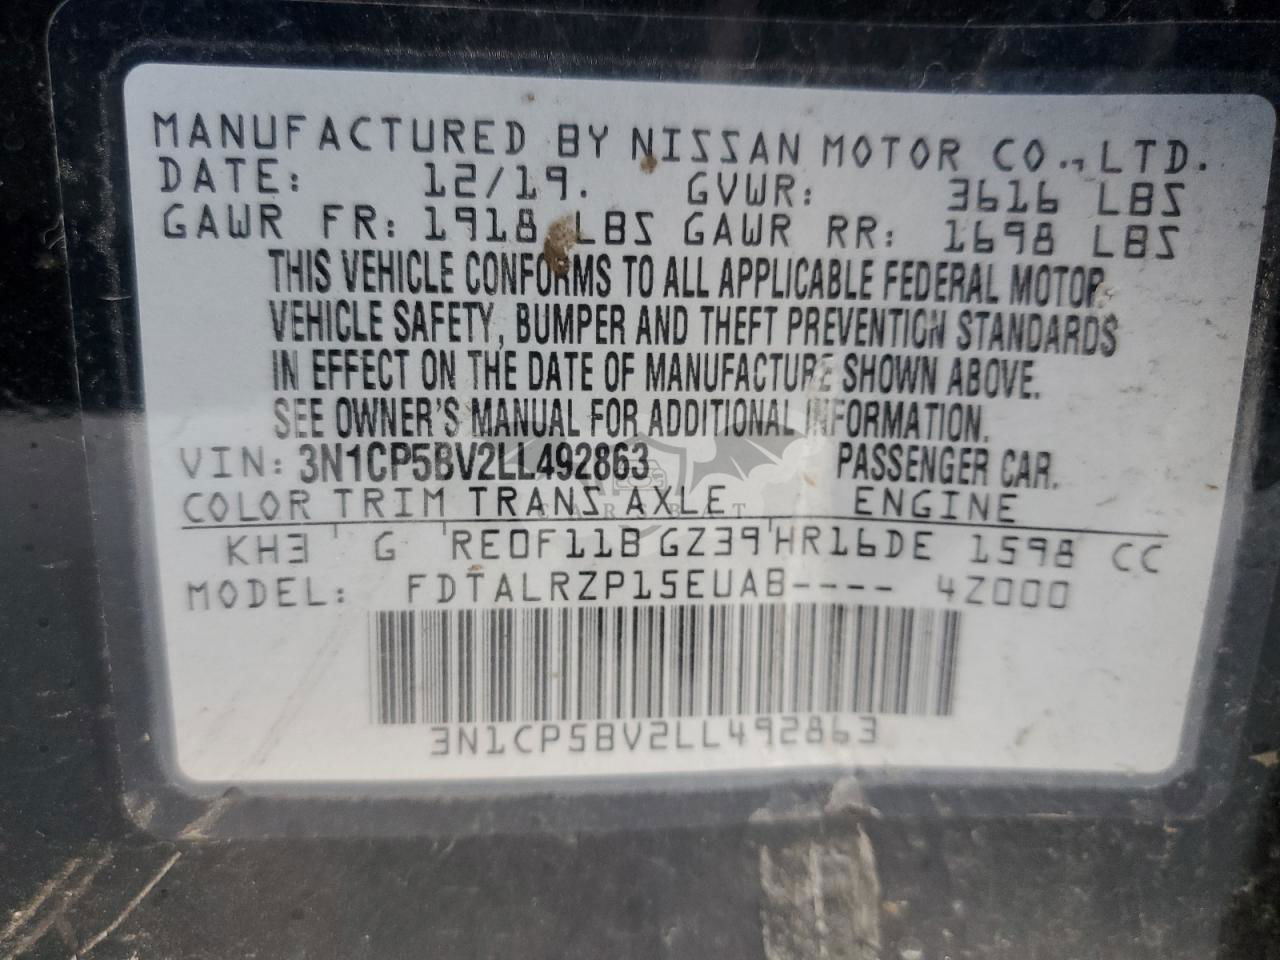 MANUFACTURED BY NISSAN MOTOR CO., LTD.
DATE: 12/19. GVWR: 3616 LBS
GAWR FR: 1918 LBS GAWR RR: 1698 LBS
THIS VEHICLE CONFORMS TO ALL APPLICABLE FEDERAL MOTOR
VEHICLE SAFETY, BUMPER AND THEFT PREVENTION STANDARDS
IN EFFECT ON THE DATE OF MANUFACTURE SHOWN ABOVE.
SEE OWNER'S MANUAL FOR ADDITIONAL INFORMATION.
VIN: 3N1CP5BV2LL492863 PASSENGER CAR.
CARSBAT
COLOR TRIM TRANS AXLE ENGINE
KH3 ' G ' RE0F11B GZ39 ' HR16DE 1598 CC
MODEL: FDTALRZP15EUAB---- 4Z000
3N1CP5BV2LL492863